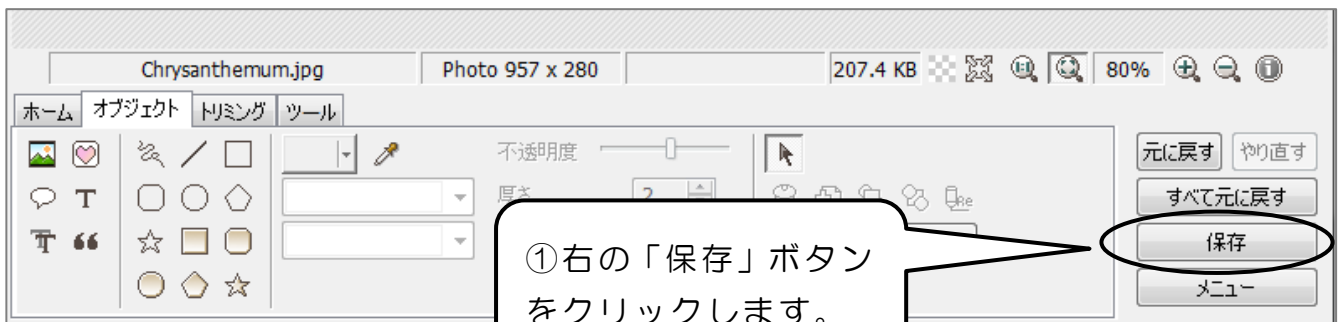 Chrysanthemum.jpg Photo 957 x 280 207.4 KB 80%
ホーム オブジェクト トリミング ツール
不透明度 元に戻す やり直す
T 厚さ 2 すべて元に戻す
T 保存
①右の「保存」ボタン
をクリックします。
メニュー